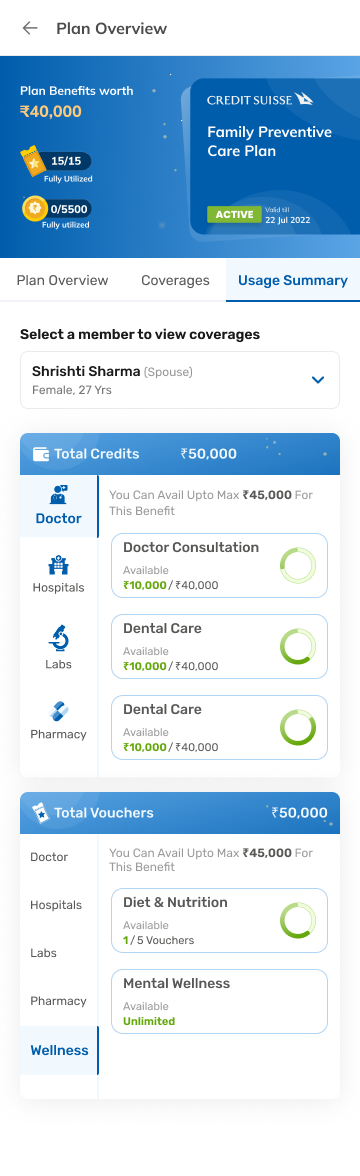 Plan Overview
Plan Benefits worth
₹40,000
15/15
Fully Utilized
0/5500
Fully utilized
CREDIT SUISSE
Family Preventive
Care Plan
ACTIVE
Valid till
22 Jul 2022
Plan Overview
Coverages
Usage Summary
Select a member to view coverages
Shrishti Sharma (Spouse)
Female, 27 Yrs
Total Credits
₹50,000
Doctor
Hospitals
Labs
Pharmacy
You Can Avail Upto Max ₹45,000 For
This Benefit
Doctor Consultation
Available
₹10,000/₹40,000
Dental Care
Available
₹10,000/₹40,000
Dental Care
Available
₹10,000/₹40,000
Total Vouchers
₹50,000
Doctor
Hospitals
Labs
Pharmacy
Wellness
You Can Avail Upto Max ₹45,000 For
This Benefit
Diet & Nutrition
Available
1/5 Vouchers
Mental Wellness
Available
Unlimited